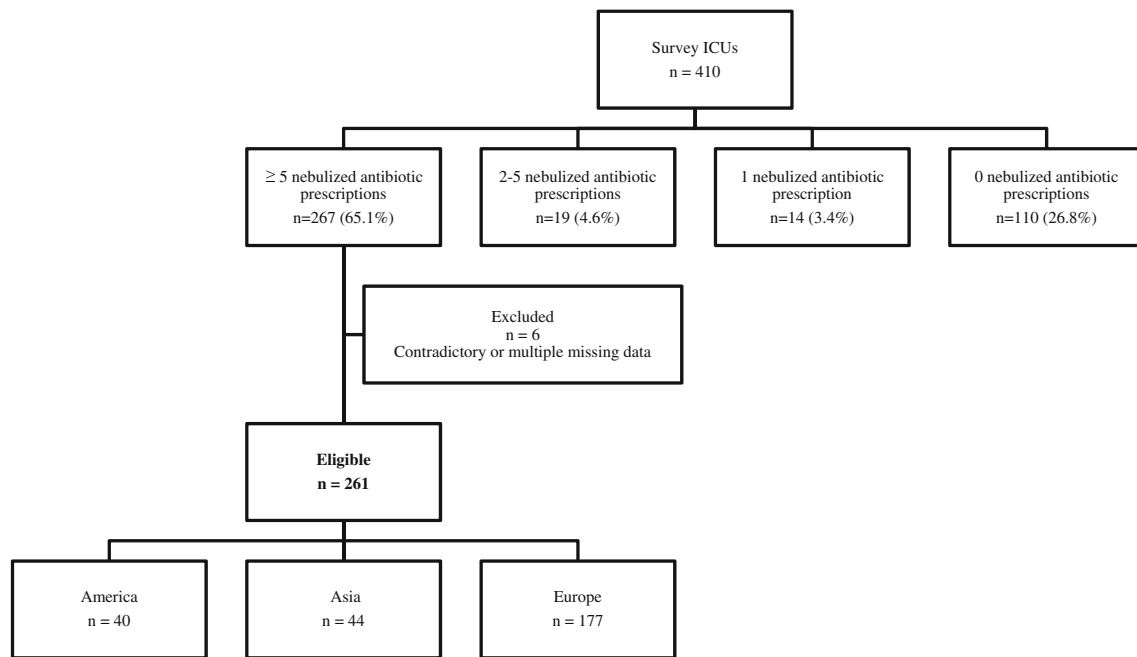 Survey ICUs
n = 410
≥ 5 nebulized antibiotic
prescriptions
n=267 (65.1%)
2-5 nebulized antibiotic
prescriptions
n=19 (4.6%)
1 nebulized antibiotic
prescription
n=14 (3.4%)
0 nebulized antibiotic
prescriptions
n=110 (26.8%)
Excluded
n = 6
Contradictory or multiple missing data
Eligible
n = 261
America
n = 40
Asia
n = 44
Europe
n = 177